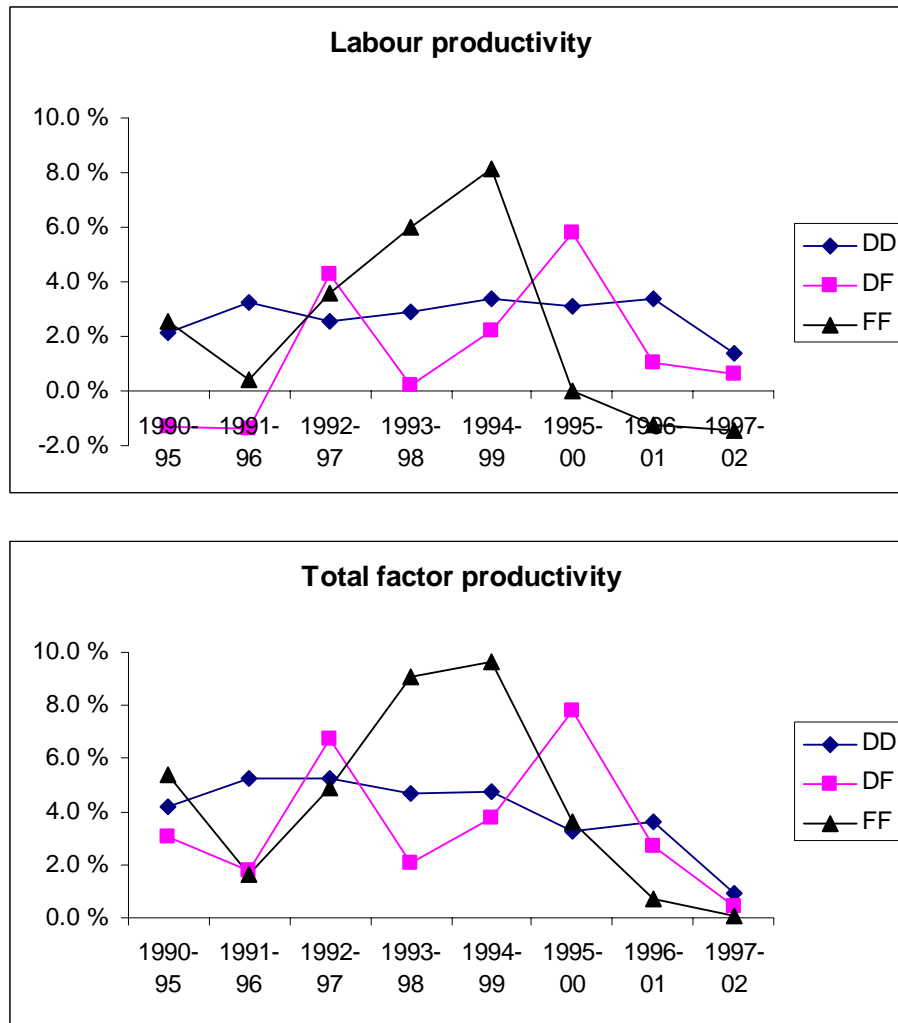 Labour productivity
10.0 %
8.0 %
6.0 %
4.0 %
2.0 %
0.0 %
-2.0 %
1990- 1991- 1992- 1993- 1994- 1995- 1996- 1997-
95 96 97 98 99 00 01 02
DD
DF
FF
Total factor productivity
10.0 %
8.0 %
6.0 %
4.0 %
2.0 %
0.0 %
1990- 1991- 1992- 1993- 1994- 1995- 1996- 1997-
95 96 97 98 99 00 01 02
DD
DF
FF